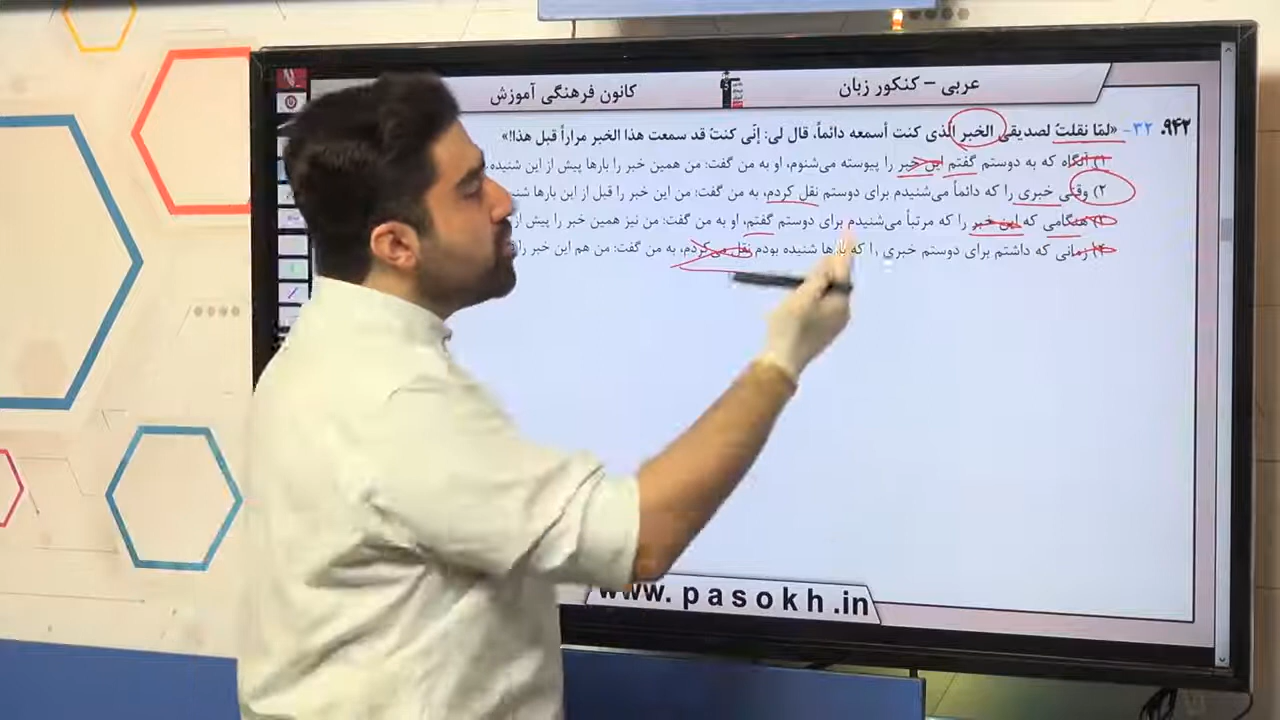 عربی – کنکور زبان
کانون فرهنگی آموزش
۹۴۲. ۳۲- «لمّا نقلتُ لصدیقی الخبر الذی کنت أسمعه دائماً، قال لی: إنّی کنتُ قد سمعت هذا الخبر مراراً قبل هذا!»
۱) آنگاه که به دوستم گفتم این خبر را پیوسته می‌شنوم، او به من گفت: من همین خبر را بارها پیش از این شنیده
۲) وقتی خبری را که دائماً می‌شنیدم برای دوستم نقل کردم، به من گفت: من این خبر را قبل از این بارها
۳) هنگامی که این خبر را که مرتباً می‌شنیدم برای دوستم گفتم، او به من گفت: من نیز همین خبر را پیش از
۴) زمانی که داشتم برای دوستم خبری را که بارها شنیده بودم نقل می‌کردم، به من گفت: من هم این خبر را
www.pasokh.in